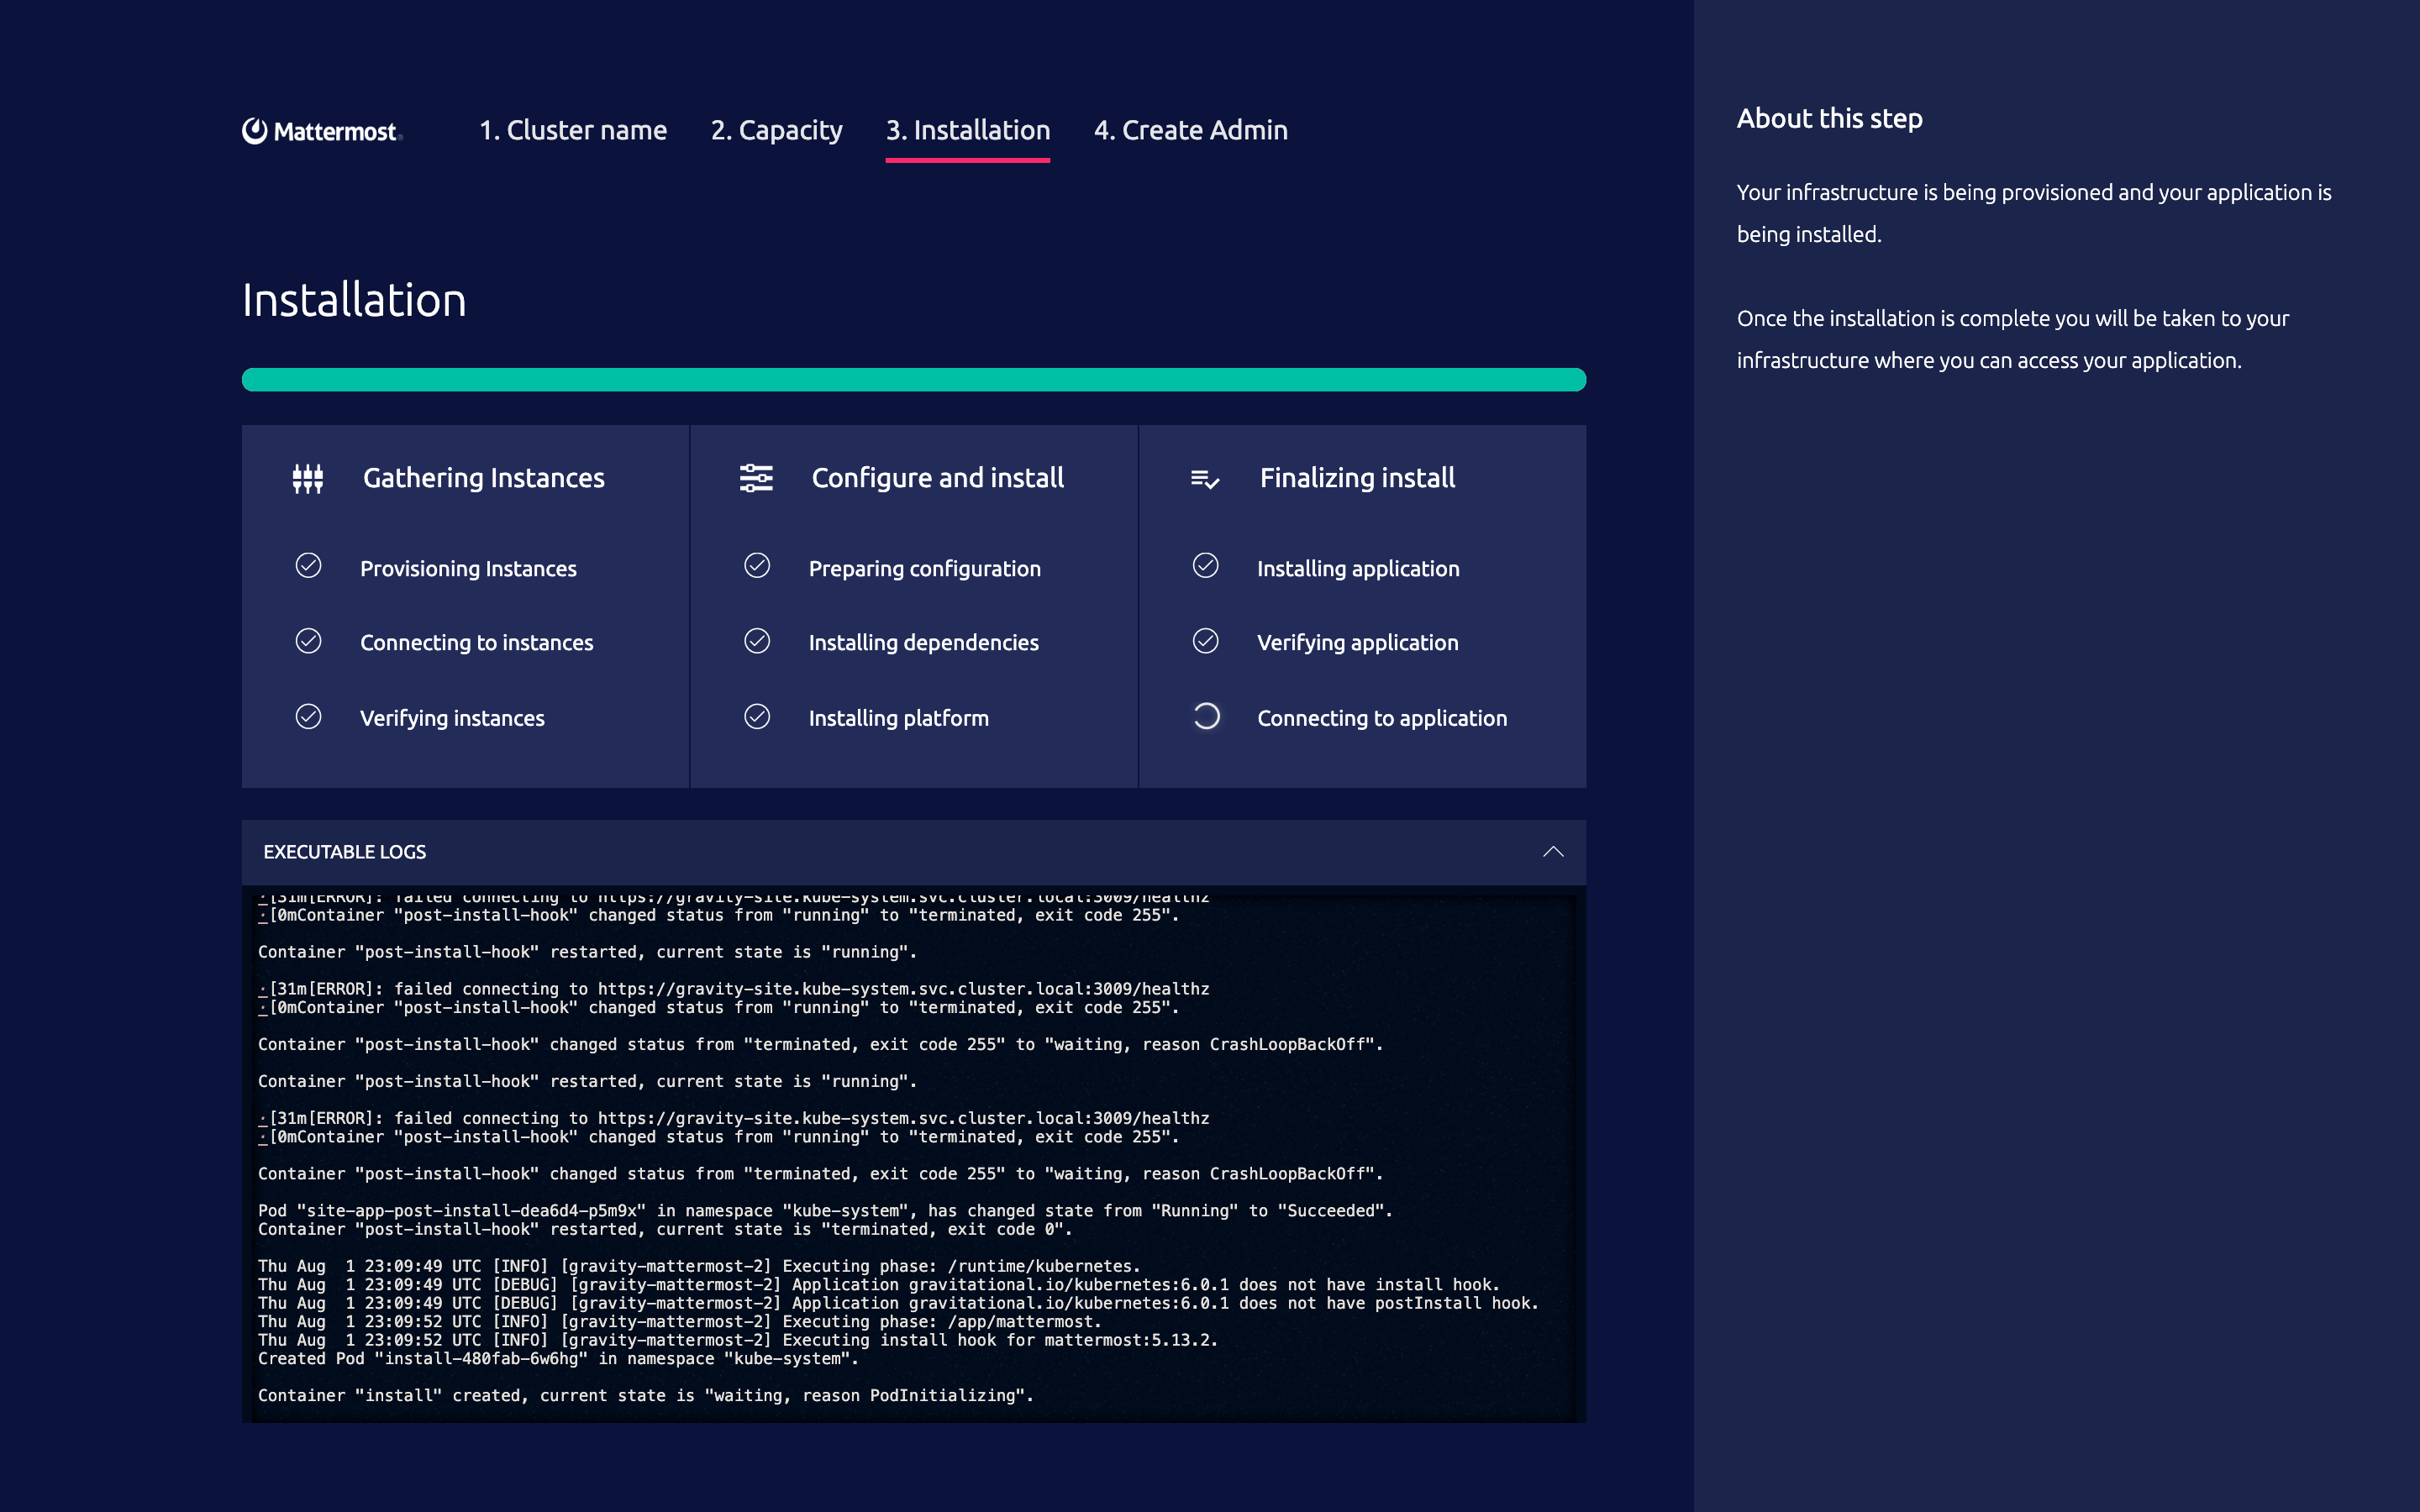 Mattermost
1. Cluster name
2. Capacity
3. Installation
4. Create Admin
Installation
Gathering Instances
Provisioning Instances
Connecting to instances
Verifying instances
Configure and install
Preparing configuration
Installing dependencies
Installing platform
Finalizing install
Installing application
Verifying application
Connecting to application
EXECUTABLE LOGS
[31m[ERROR]: failed connecting to https://gravity-site.kube-system.svc.cluster.local:3009/healthz
[0mContainer "post-install-hook" changed status from "running" to "terminated, exit code 255".
Container "post-install-hook" restarted, current state is "running".
[31m[ERROR]: failed connecting to https://gravity-site.kube-system.svc.cluster.local:3009/healthz
[0mContainer "post-install-hook" changed status from "running" to "terminated, exit code 255".
Container "post-install-hook" changed status from "terminated, exit code 255" to "waiting, reason CrashLoopBackOff".
Container "post-install-hook" restarted, current state is "running".
[31m[ERROR]: failed connecting to https://gravity-site.kube-system.svc.cluster.local:3009/healthz
[0mContainer "post-install-hook" changed status from "running" to "terminated, exit code 255".
Container "post-install-hook" changed status from "terminated, exit code 255" to "waiting, reason CrashLoopBackOff".
Pod "site-app-post-install-dea6d4-p5m9x" in namespace "kube-system", has changed state from "Running" to "Succeeded".
Container "post-install-hook" restarted, current state is "terminated, exit code 0".
Thu Aug  1 23:09:49 UTC [INFO] [gravity-mattermost-2] Executing phase: /runtime/kubernetes.
Thu Aug  1 23:09:49 UTC [DEBUG] [gravity-mattermost-2] Application gravitational.io/kubernetes:6.0.1 does not have install hook.
Thu Aug  1 23:09:49 UTC [DEBUG] [gravity-mattermost-2] Application gravitational.io/kubernetes:6.0.1 does not have postInstall hook.
Thu Aug  1 23:09:52 UTC [INFO] [gravity-mattermost-2] Executing phase: /app/mattermost.
Thu Aug  1 23:09:52 UTC [INFO] [gravity-mattermost-2] Executing install hook for mattermost:5.13.2.
Created Pod "install-480fab-6w6hg" in namespace "kube-system".
Container "install" created, current state is "waiting, reason PodInitializing".
About this step
Your infrastructure is being provisioned and your application is
being installed.
Once the installation is complete you will be taken to your
infrastructure where you can access your application.